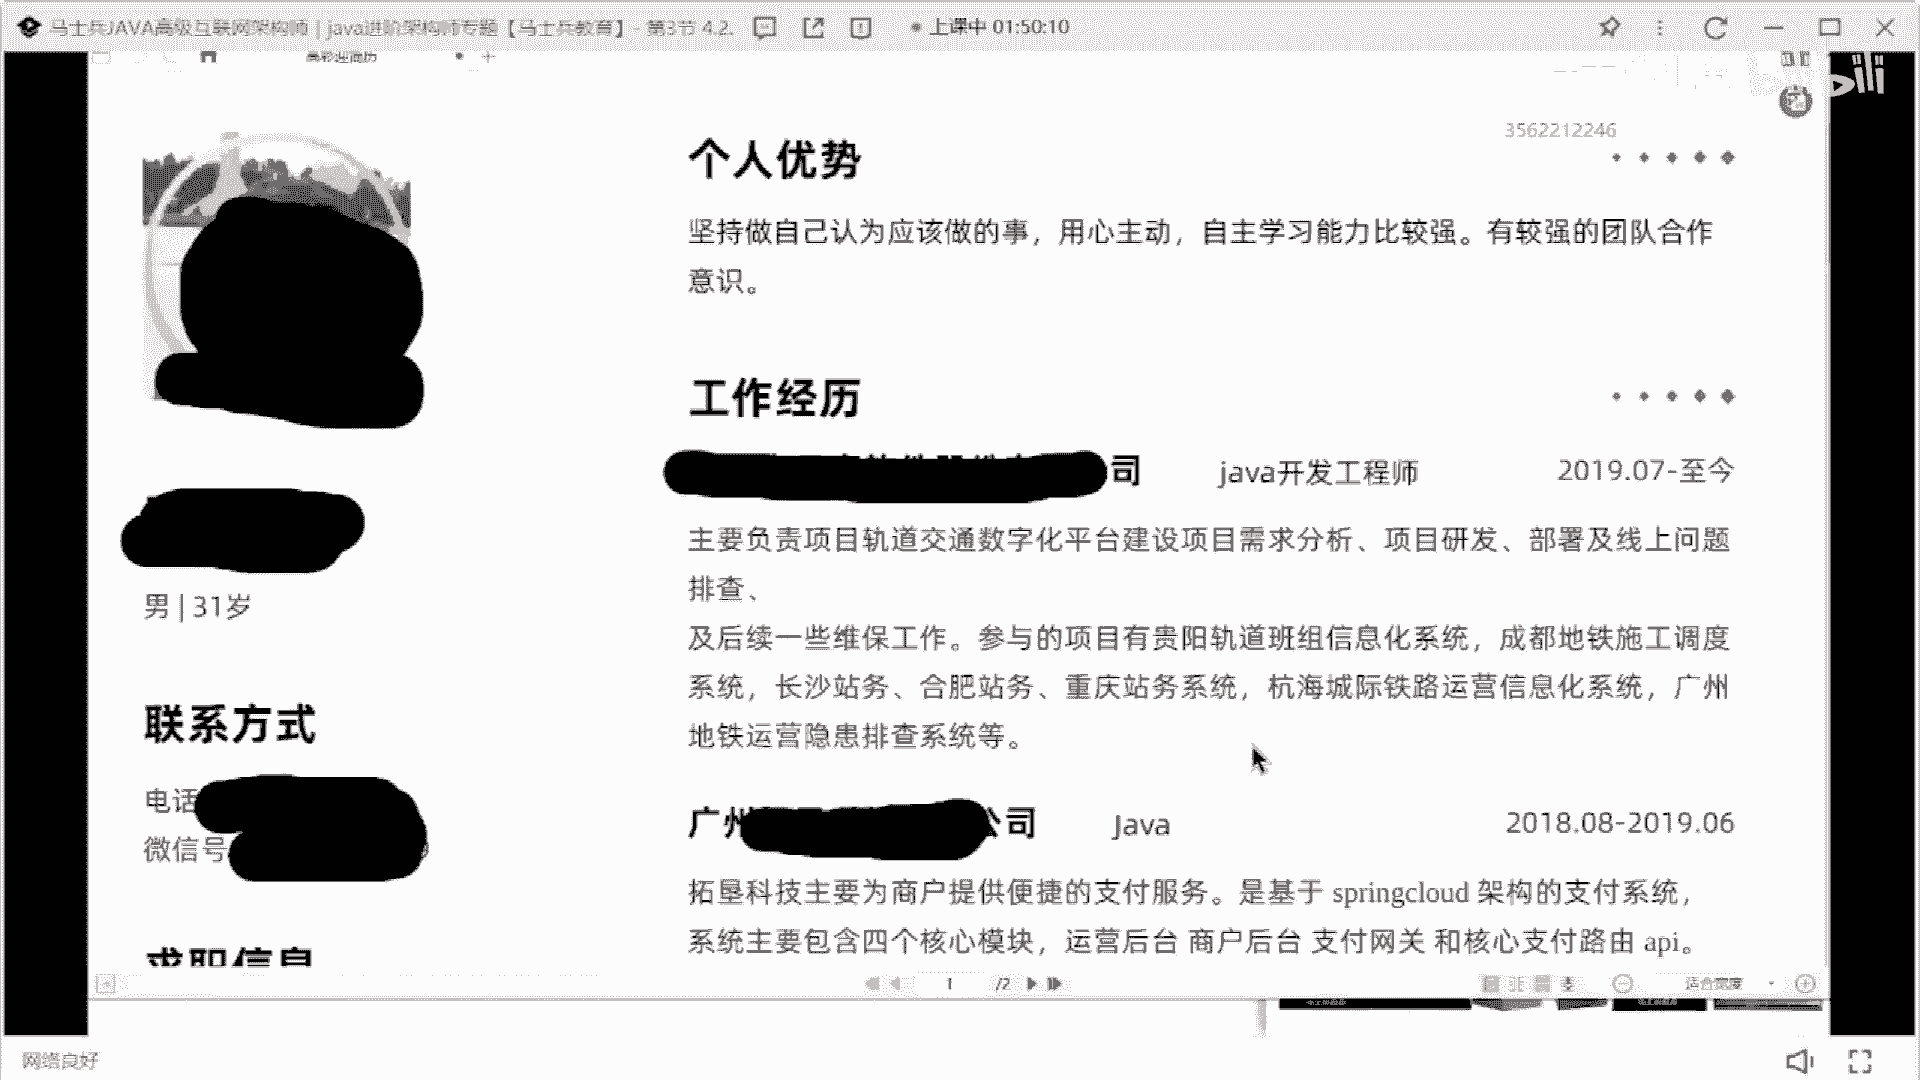 马士兵JAVA高级互联网架构师 | java进阶架构师专题【马士兵教育】- 第3节 4.2.
上课中 01:50:10
3562212246
个人优势
坚持做自己认为应该做的事，用心主动，自主学习能力比较强。有较强的团队合作
意识。
工作经历
司 java开发工程师 2019.07-至今
主要负责项目轨道交通数字化平台建设项目需求分析、项目研发、部署及线上问题
排查、
及后续一些维保工作。参与的项目有贵阳轨道班组信息化系统，成都地铁施工调度
系统，长沙站务、合肥站务、重庆站务系统，杭海城际铁路运营信息化系统，广州
地铁运营隐患排查系统等。
广州 公司 Java 2018.08-2019.06
拓垦科技主要为商户提供便捷的支付服务。是基于 springcloud 架构的支付系统，
系统主要包含四个核心模块，运营后台 商户后台 支付网关 和核心支付路由 api。
男 | 31岁
联系方式
电话
微信号
求职信息
1 /2
适合宽度
网络良好